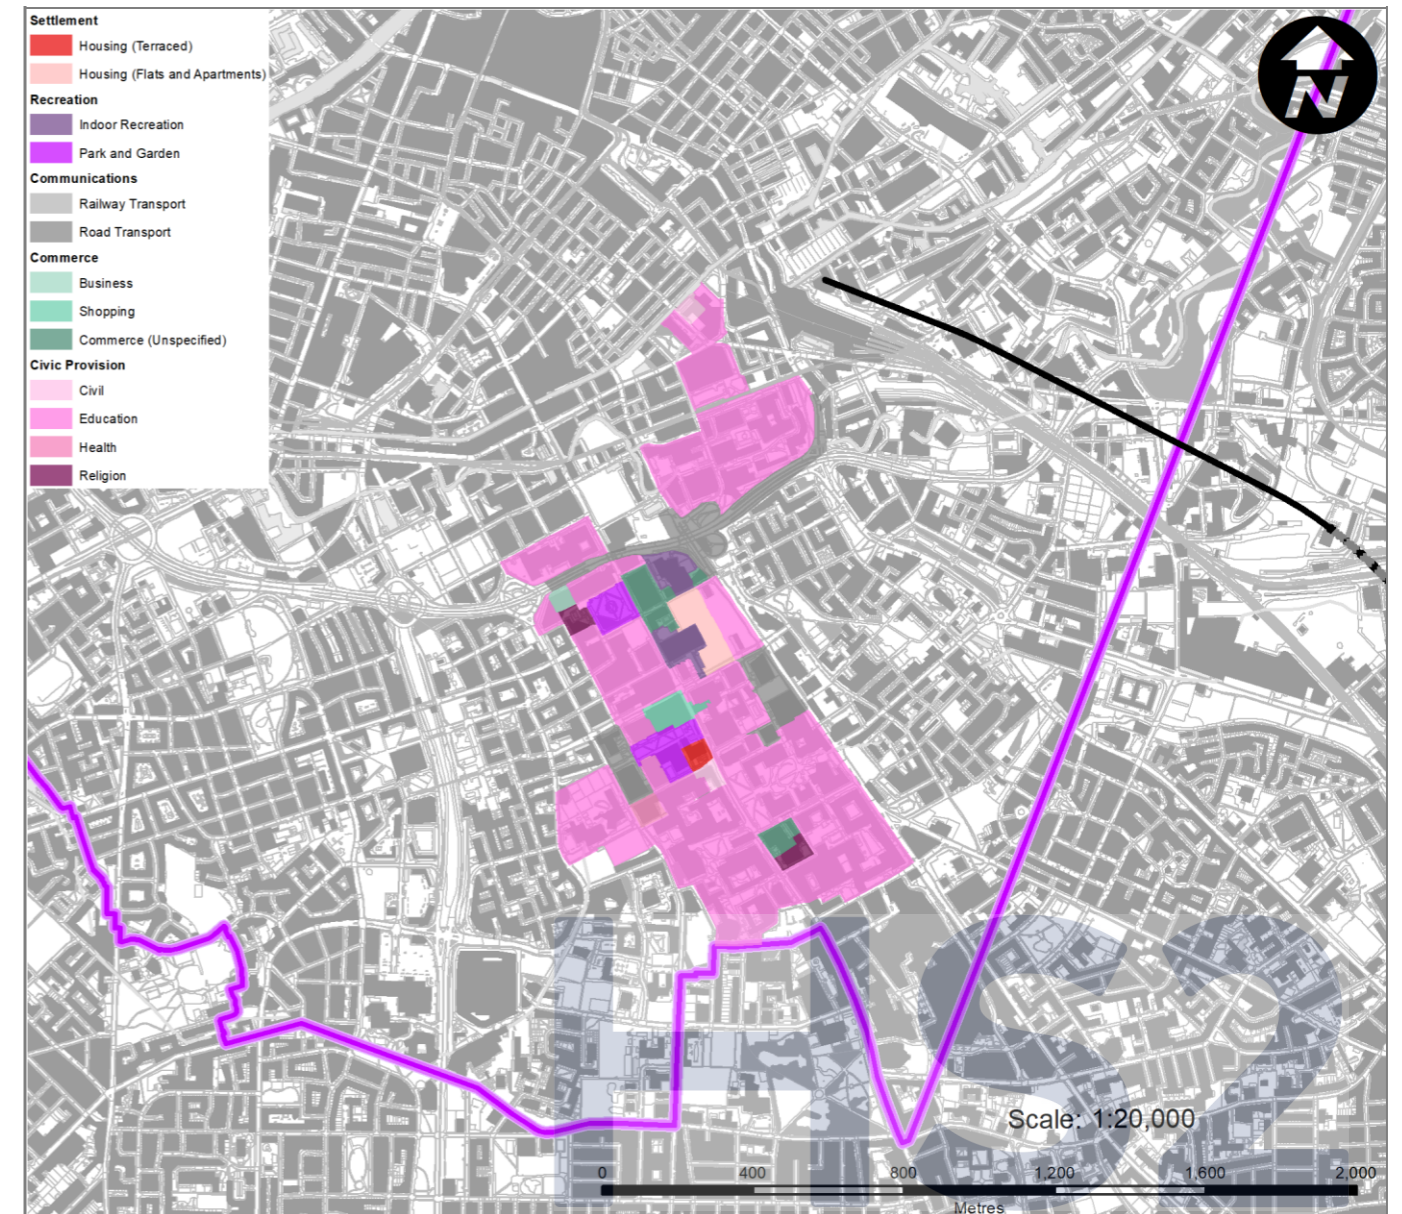 Settlement
Housing (Terraced)
Housing (Flats and Apartments)
Recreation
Indoor Recreation
Park and Garden
Communications
Railway Transport
Road Transport
Commerce
Business
Shopping
Commerce (Unspecified)
Civic Provision
Civil
Education
Health
Religion
N
HS2
Scale: 1:20,000
0 400 800 1,200 1,600 2,000
Metres